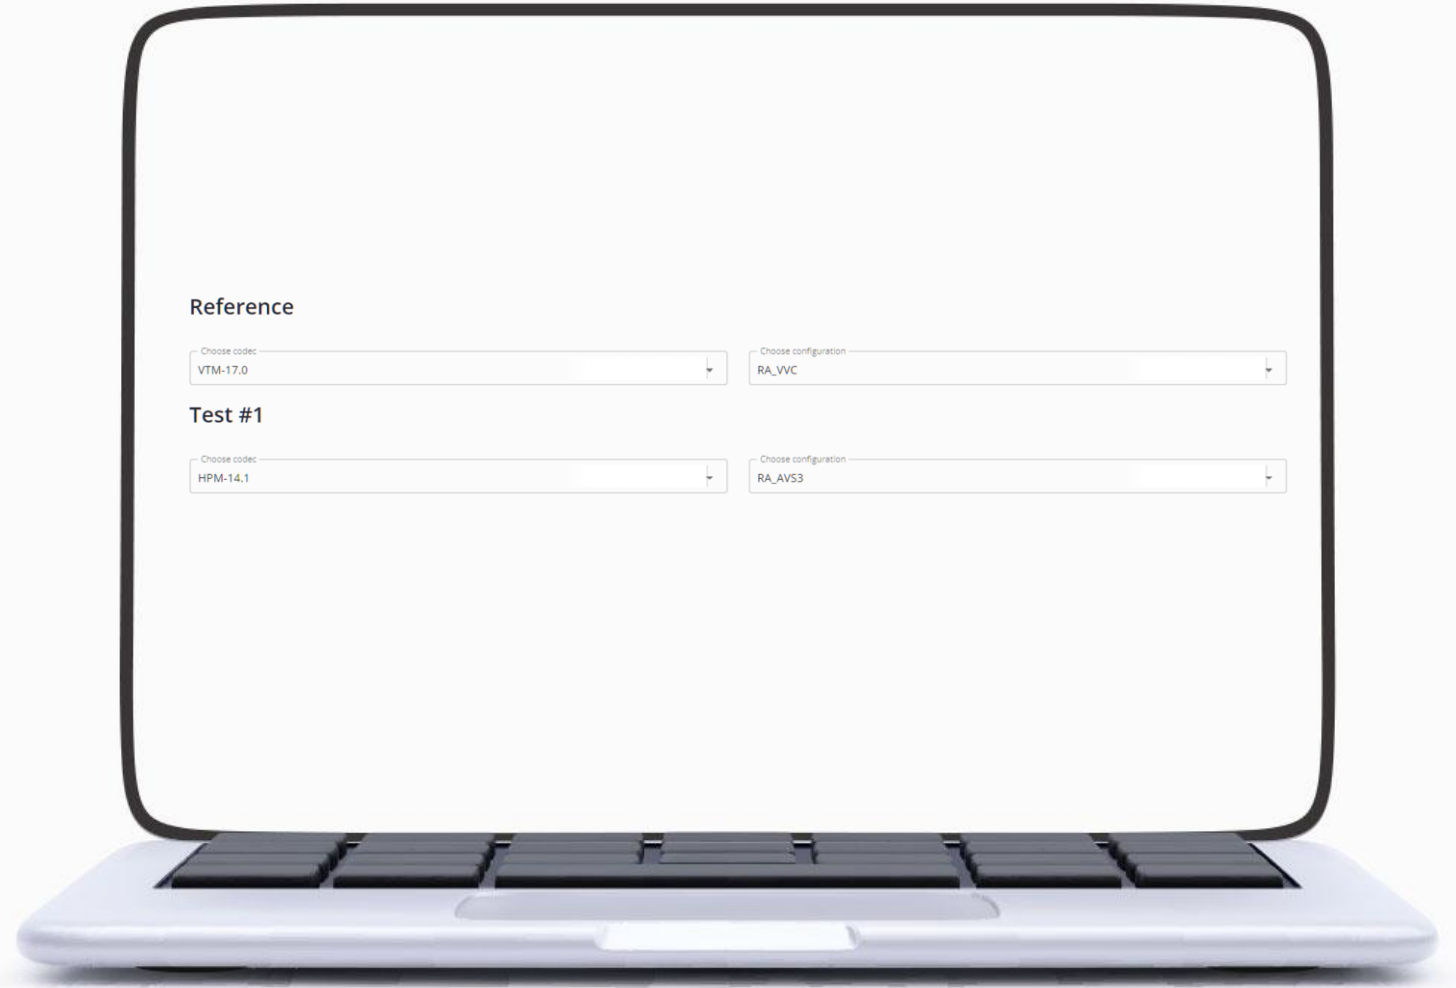 Reference
Choose codec
VTM-17.0
Choose configuration
RA_VVC
Test #1
Choose codec
HPM-14.1
Choose configuration
RA_AVS3